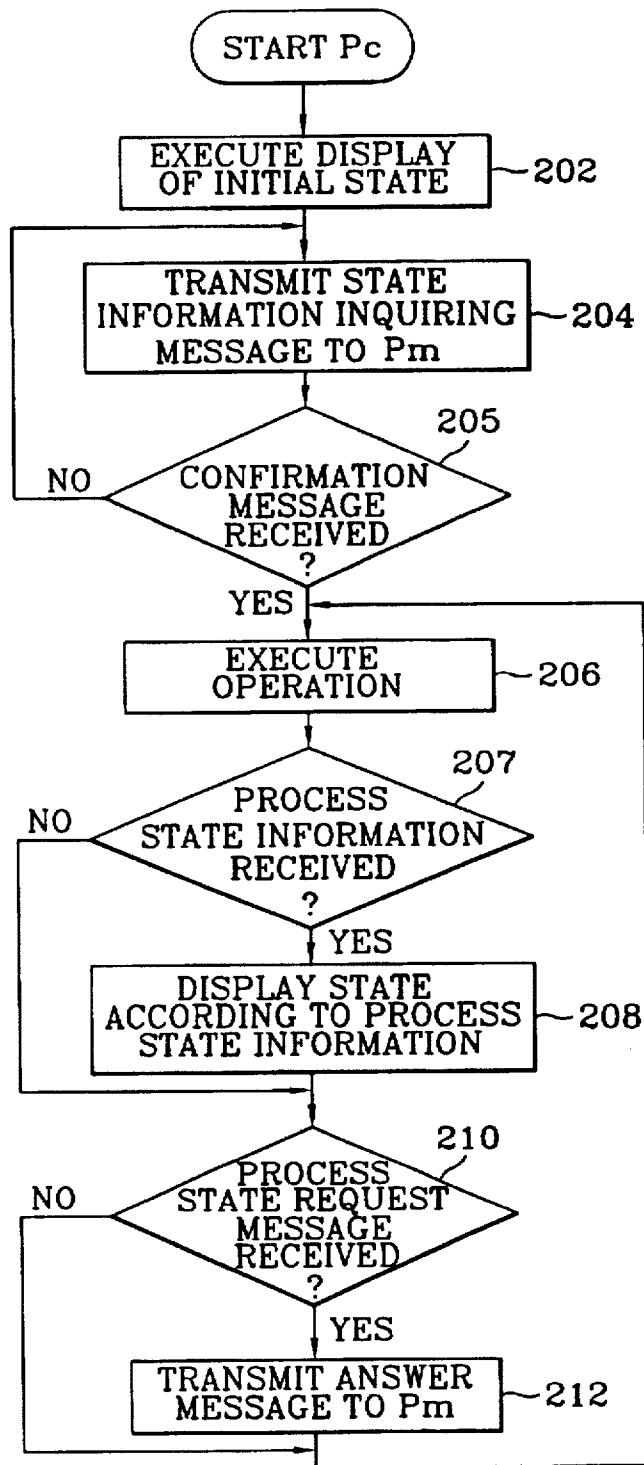 START Pc
EXECUTE DISPLAY
OF INITIAL STATE
202
TRANSMIT STATE
INFORMATION INQUIRING
MESSAGE TO Pm
204
205
NO
CONFIRMATION
MESSAGE
RECEIVED
?
YES
EXECUTE
OPERATION
206
207
NO
PROCESS
STATE INFORMATION
RECEIVED
?
YES
DISPLAY STATE
ACCORDING TO PROCESS
STATE INFORMATION
208
210
NO
PROCESS
STATE REQUEST
MESSAGE
RECEIVED
?
YES
TRANSMIT ANSWER
MESSAGE TO Pm
212